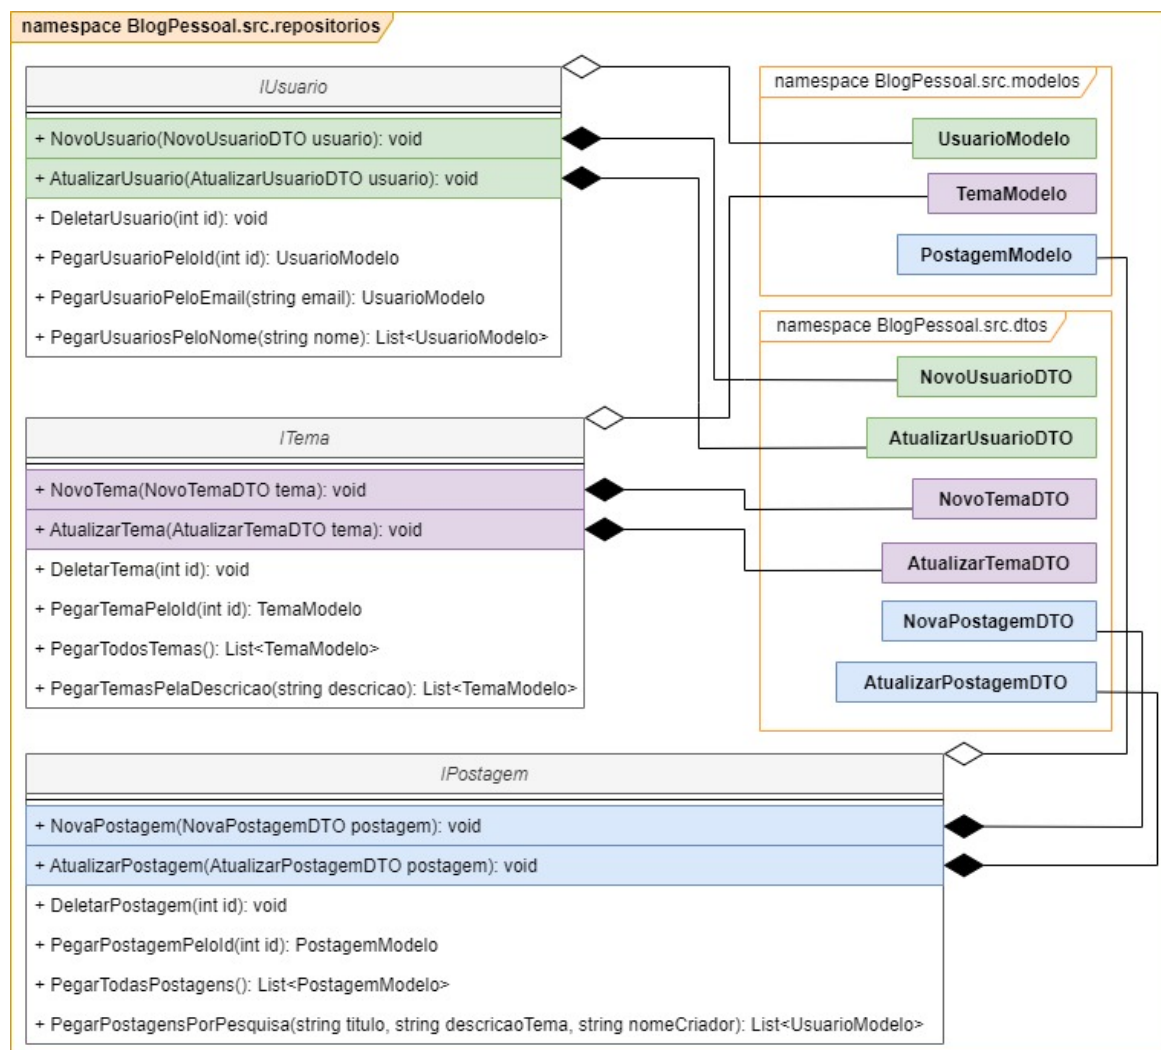 namespace BlogPessoal.src.repositorios
IUsuario
+ NovoUsuario(NovoUsuarioDTO usuario): void
+ AtualizarUsuario(AtualizarUsuarioDTO usuario): void
+ DeletarUsuario(int id): void
+ PegarUsuarioPeloId(int id): UsuarioModelo
+ PegarUsuarioPeloEmail(string email): UsuarioModelo
+ PegarUsuariosPeloNome(string nome): List<UsuarioModelo>
namespace BlogPessoal.src.modelos
UsuarioModelo
TemaModelo
PostagemModelo
namespace BlogPessoal.src.dtos
NovoUsuarioDTO
AtualizarUsuarioDTO
NovoTemaDTO
AtualizarTemaDTO
NovaPostagemDTO
AtualizarPostagemDTO
ITema
+ NovoTema(NovoTemaDTO tema): void
+ AtualizarTema(AtualizarTemaDTO tema): void
+ DeletarTema(int id): void
+ PegarTemaPeloId(int id): TemaModelo
+ PegarTodosTemas(): List<TemaModelo>
+ PegarTemasPelaDescricao(string descricao): List<TemaModelo>
IPostagem
+ NovaPostagem(NovaPostagemDTO postagem): void
+ AtualizarPostagem(AtualizarPostagemDTO postagem): void
+ DeletarPostagem(int id): void
+ PegarPostagemPeloId(int id): PostagemModelo
+ PegarTodasPostagens(): List<PostagemModelo>
+ PegarPostagensPorPesquisa(string titulo, string descricaoTema, string nomeCriador): List<UsuarioModelo>